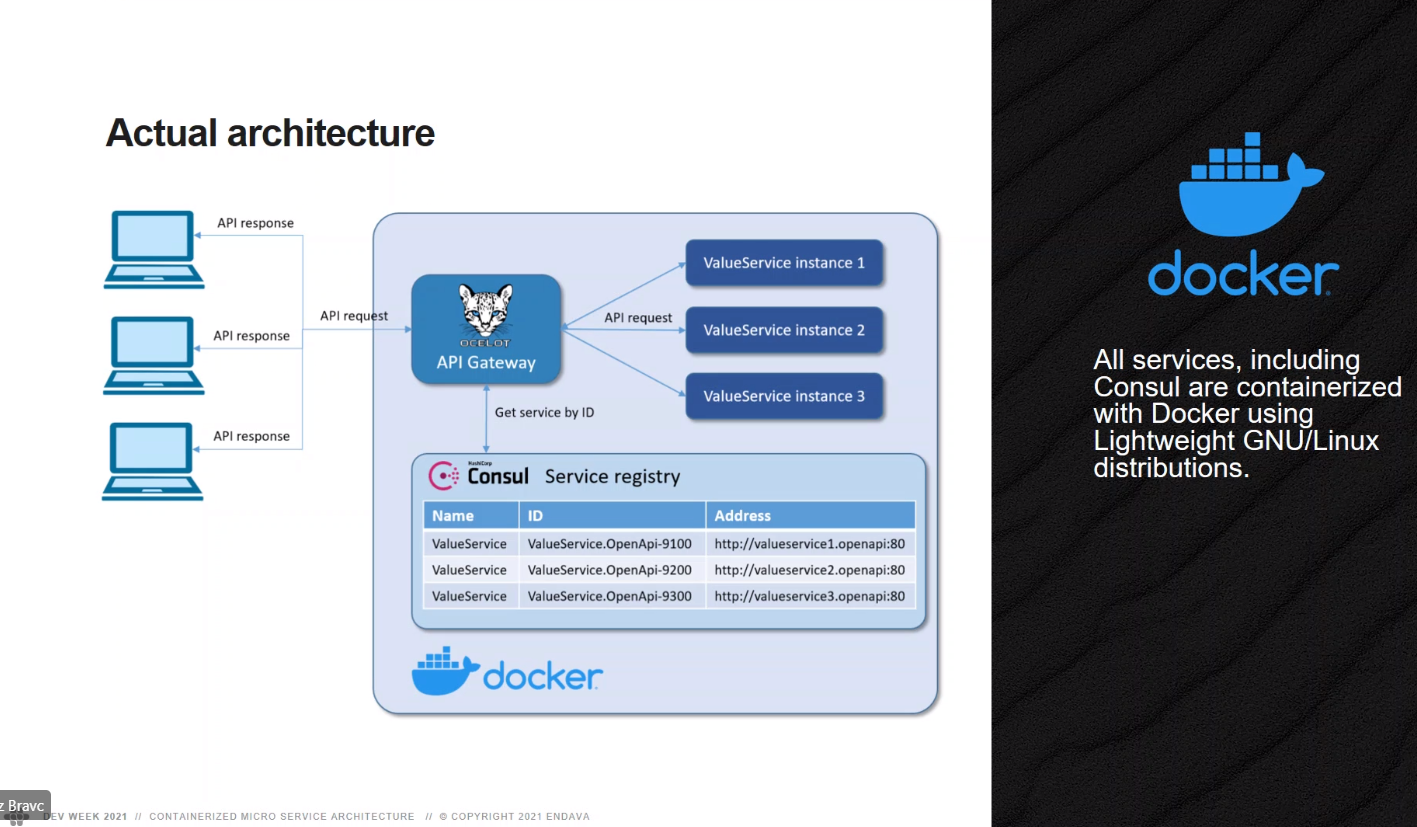 Actual architecture
API response
API response
API response
API request
OCELOT
API Gateway
API request
ValueService instance 1
ValueService instance 2
ValueService instance 3
Get service by ID
HashiCorp
Consul Service registry
Name ID Address
ValueService ValueService.OpenApi-9100 http://valueservice1.openapi:80
ValueService ValueService.OpenApi-9200 http://valueservice2.openapi:80
ValueService ValueService.OpenApi-9300 http://valueservice3.openapi:80
docker
docker
All services, including
Consul are containerized
with Docker using
Lightweight GNU/Linux
distributions.
z Bravc
DEV WEEK 2021 // CONTAINERIZED MICRO SERVICE ARCHITECTURE // © COPYRIGHT 2021 ENDAVA